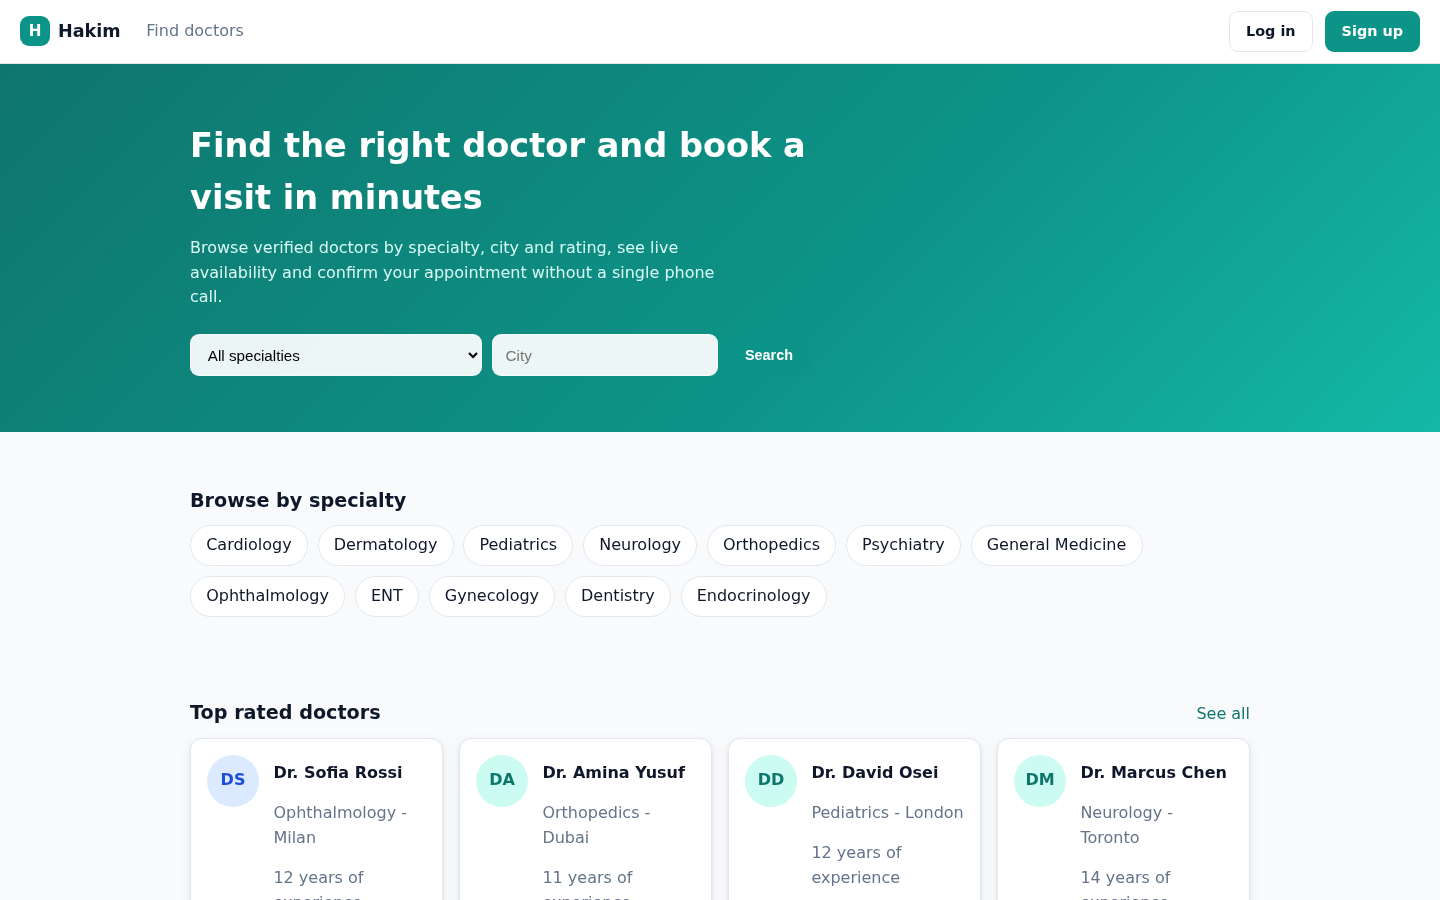 H Hakim Find doctors Log in Sign up
Find the right doctor and book a
visit in minutes
Browse verified doctors by specialty, city and rating, see live
availability and confirm your appointment without a single phone
call.
All specialties City Search
Browse by specialty
Cardiology Dermatology Pediatrics Neurology Orthopedics Psychiatry General Medicine
Ophthalmology ENT Gynecology Dentistry Endocrinology
Top rated doctors See all
DS Dr. Sofia Rossi
Ophthalmology -
Milan
12 years of
experience
DA Dr. Amina Yusuf
Orthopedics -
Dubai
11 years of
experience
DD Dr. David Osei
Pediatrics - London
12 years of
experience
DM Dr. Marcus Chen
Neurology -
Toronto
14 years of
experience